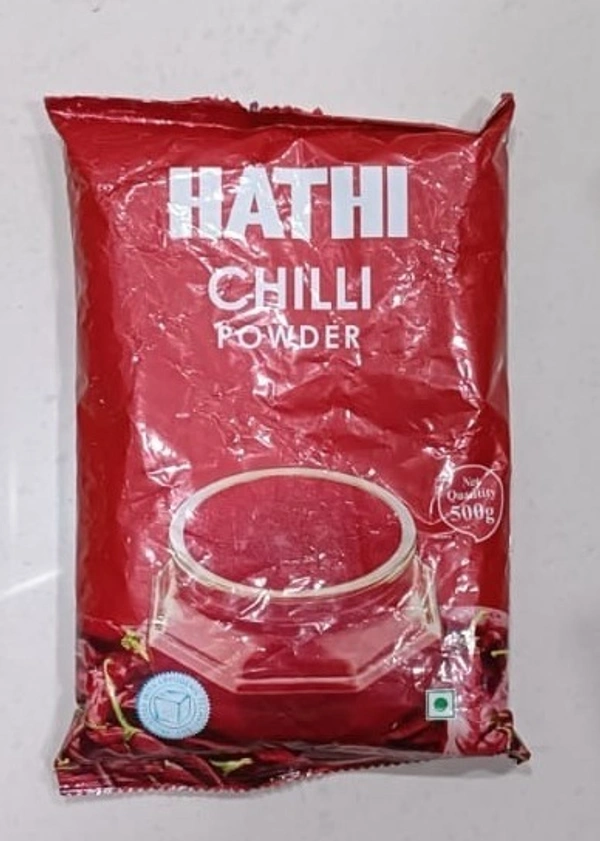 HATHI
CHILLI
POWDER
Net
Quantity
500g